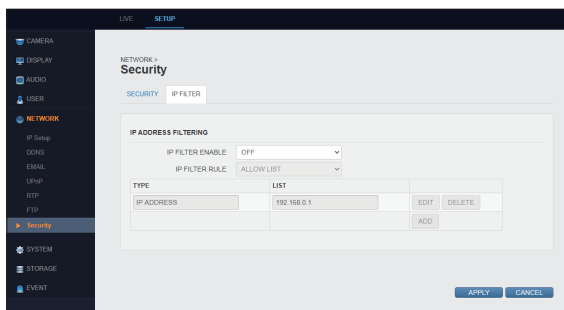 LIVE SETUP
CAMERA
DISPLAY
AUDIO
USER
NETWORK
IP Setup
DDNS
EMAIL
UPnP
RTP
FTP
Security
SYSTEM
STORAGE
EVENT
NETWORK >
Security
SECURITY IP FILTER
IP ADDRESS FILTERING
IP FILTER ENABLE OFF
IP FILTER RULE ALLOW LIST
TYPE LIST
IP ADDRESS 192.168.0.1 EDIT DELETE
ADD
APPLY CANCEL